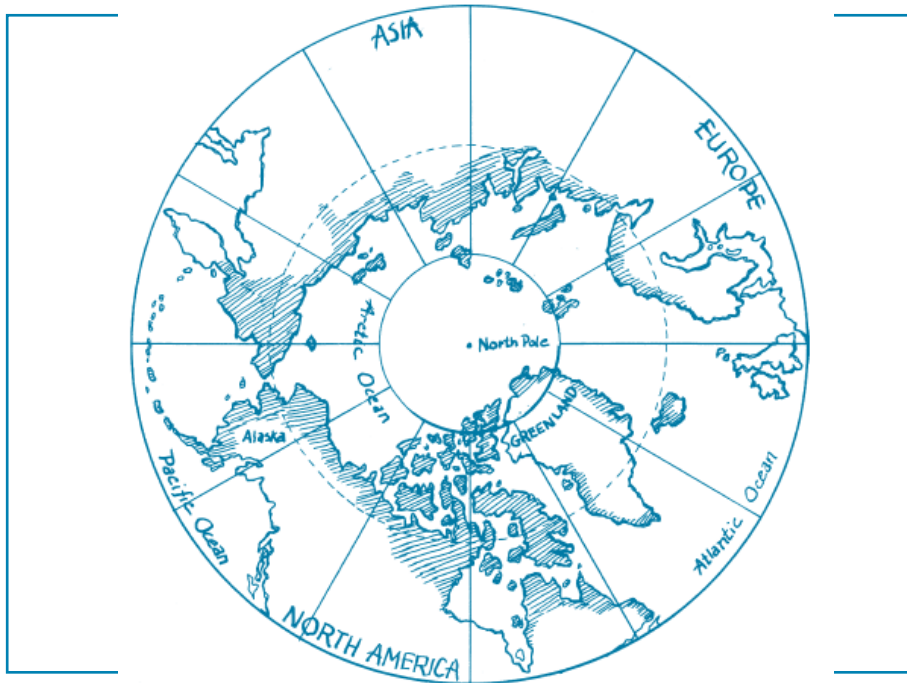 ASIA
EUROPE
Arctic Ocean
North Pole
GREENLAND
Alaska
Pacific Ocean
Atlantic Ocean
NORTH AMERICA